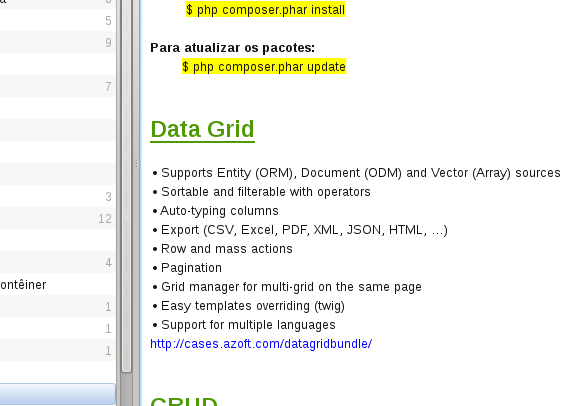 $ php composer.phar install
5
9
Para atualizar os pacotes:
$ php composer.phar update
7
Data Grid
• Supports Entity (ORM), Document (ODM) and Vector (Array) sources
• Sortable and filterable with operators
3
• Auto-typing columns
12
• Export (CSV, Excel, PDF, XML, JSON, HTML, ...)
• Row and mass actions
4
• Pagination
ontêiner
• Grid manager for multi-grid on the same page
1
• Easy templates overriding (twig)
1
• Support for multiple languages
1
http://cases.azoft.com/datagridbundle/
CRUD